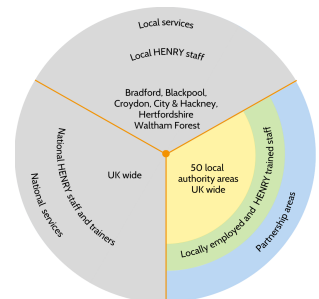 Local services
Local HENRY staff
Bradford, Blackpool,
Croydon, City & Hackney,
Hertfordshire
Waltham Forest
National services
National HENRY staff and trainers
UK wide
50 local
authority areas
UK wide
Locally employed and HENRY trained staff
Partnership areas